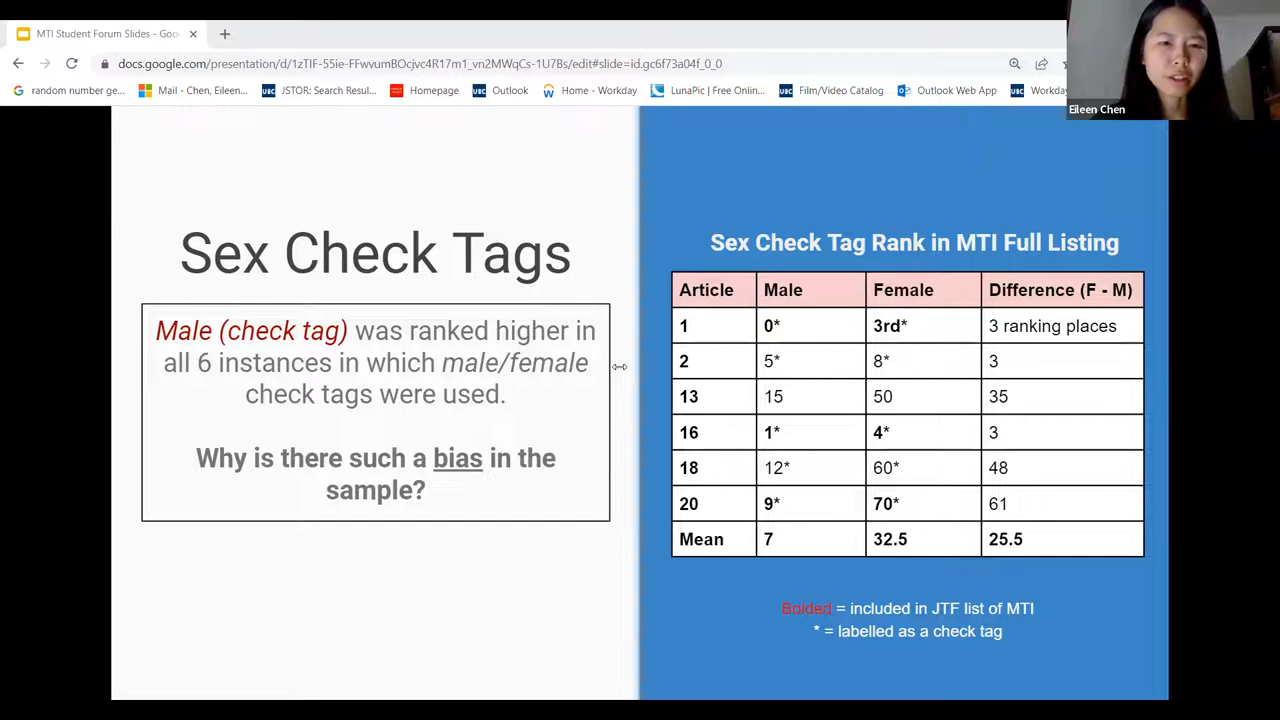 MTI Student Forum Slides - Goo
docs.google.com/presentation/d/1zTIF-55ie-FFwvumBOcjvc4R17m1_vn2MWqCs-1U7Bs/edit#slide=id.gc6f73a04f_0_0
random number ge... Mail - Chen, Eileen... UBC JSTOR: Search Resul... Homepage UBC Outlook Home - Workday LunaPic | Free Onlin... UBC Film/Video Catalog Outlook Web App UBC Workday
Eileen Chen
Sex Check Tags
Male (check tag) was ranked higher in
all 6 instances in which male/female
check tags were used.
Why is there such a bias in the
sample?
Sex Check Tag Rank in MTI Full Listing
Article Male Female Difference (F - M)
1 0* 3rd* 3 ranking places
2 5* 8* 3
13 15 50 35
16 1* 4* 3
18 12* 60* 48
20 9* 70* 61
Mean 7 32.5 25.5
Bolded = included in JTF list of MTI
* = labelled as a check tag